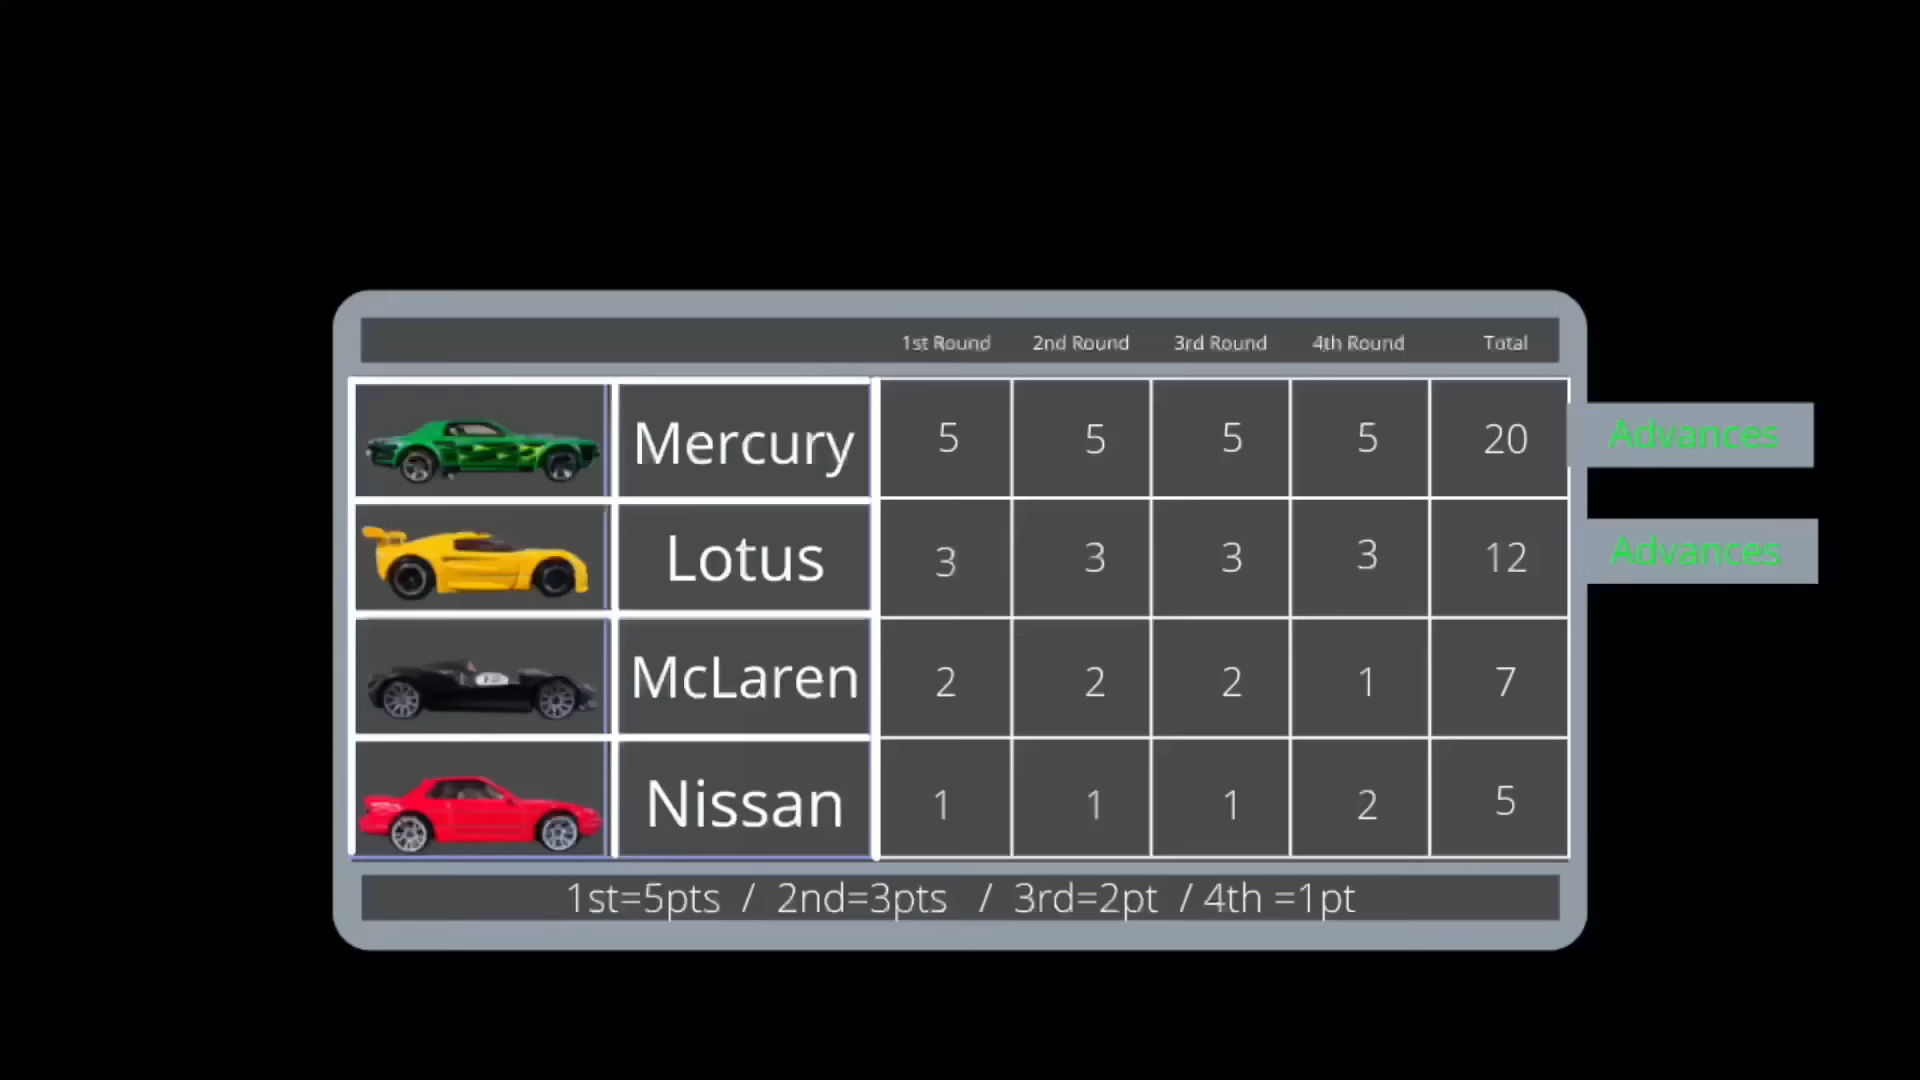 1st Round 2nd Round 3rd Round 4th Round Total
Mercury 5 5 5 5 20 Advances
Lotus 3 3 3 3 12 Advances
McLaren 2 2 2 1 7
Nissan 1 1 1 2 5
1st=5pts / 2nd=3pts / 3rd=2pt / 4th =1pt